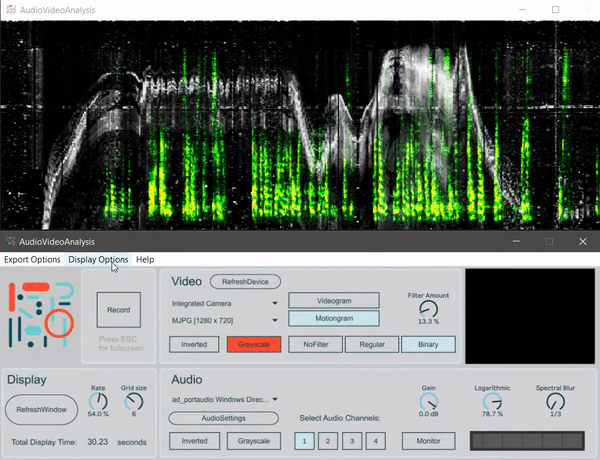 AudioVideoAnalysis
AudioVideoAnalysis
Export Options Display Options Help
Record
Press ESC
for fullscreen
Video
RefreshDevice
Integrated Camera
MJPG [1280 x 720]
Videogram
Motiongram
Filter Amount
13.3 %
Inverted
Grayscale
NoFilter
Regular
Binary
Display
RefreshWindow
Rate
54.0 %
Grid size
6
Total Display Time: 30.23 seconds
Audio
ad_portaudio Windows Direc...
AudioSettings
Inverted
Grayscale
Select Audio Channels:
1 2 3 4
Gain
0.0 dB
Logarithmic
78.7 %
Spectral Blur
1/3
Monitor